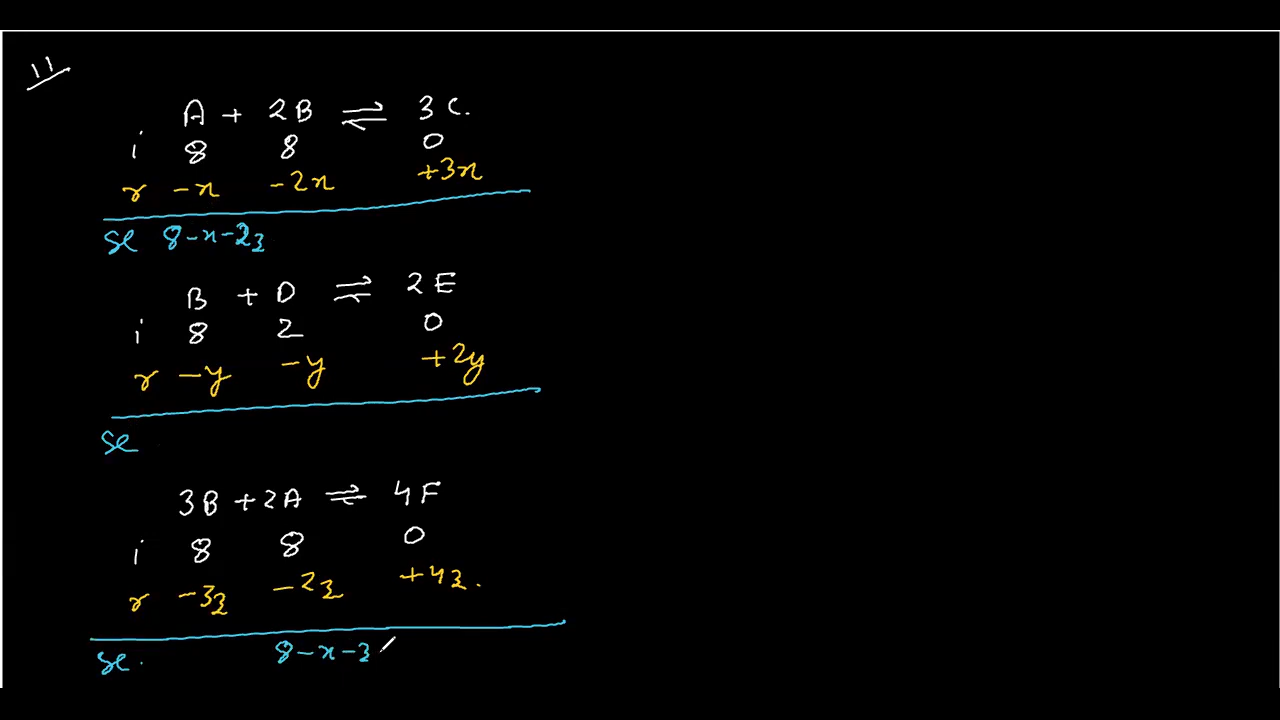 11
A + 2B ⇌ 3C.
i 8 8 0
r -x -2x +3x
se 8-x-2z
B + D ⇌ 2E
i 8 2 0
r -y -y +2y
se
3B + 2A ⇌ 4F
i 8 8 0
r -3z -2z +4z.
se. 8-x-z